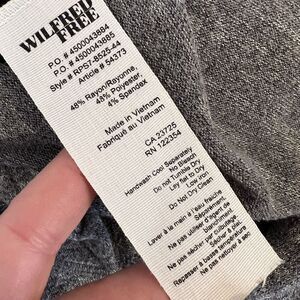 WILFRED
FREE
P.O. # 4500043884
P.O. # 4500043885
Style # RPST-B525-44
Article # 54373
48% Rayon/Rayonne,
48% Polyester,
4% Spandex
Made in Vietnam
Fabriqué au Vietnam
CA 23725
RN 122354
Handwash Cool Separately
No Bleach
Do not Tumble Dry
Lay flat to Dry
Low iron
Do not Dry Clean
Laver à la main à l'eau fraîche
Séparément.
Ne pas utiliser d'agent de
blanchiment.
Ne pas sécher par culbutage
Sécher à plat.
Repasser à basse température
Ne pas nettoyer à sec.